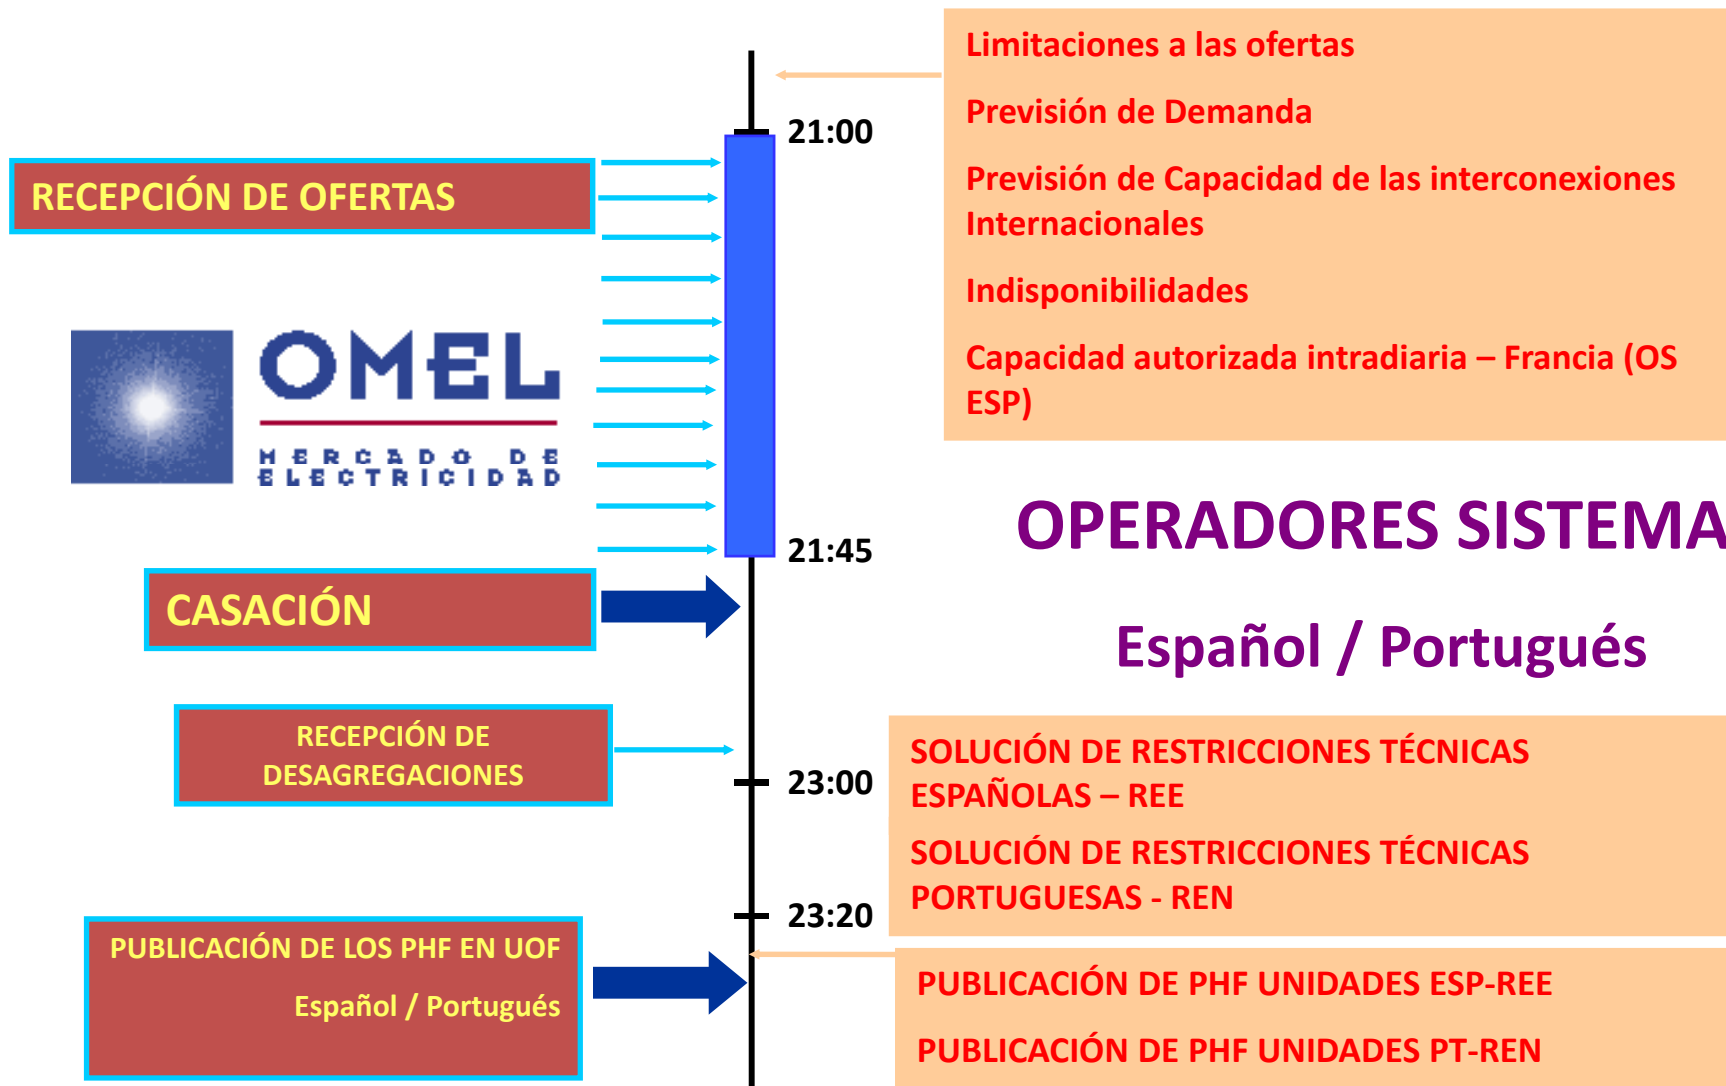 Limitaciones a las ofertas
Previsión de Demanda
Previsión de Capacidad de las interconexiones
Internacionales
Indisponibilidades
Capacidad autorizada intradiaria – Francia (OS
ESP)
21:00
RECEPCIÓN DE OFERTAS
OMEL
MERCADO DE
ELECTRICIDAD
21:45
OPERADORES SISTEMA
Español / Portugués
CASACIÓN
RECEPCIÓN DE
DESAGREGACIONES
23:00
SOLUCIÓN DE RESTRICCIONES TÉCNICAS
ESPAÑOLAS – REE
SOLUCIÓN DE RESTRICCIONES TÉCNICAS
PORTUGUESAS - REN
23:20
PUBLICACIÓN DE LOS PHF EN UOF
Español / Portugués
PUBLICACIÓN DE PHF UNIDADES ESP-REE
PUBLICACIÓN DE PHF UNIDADES PT-REN